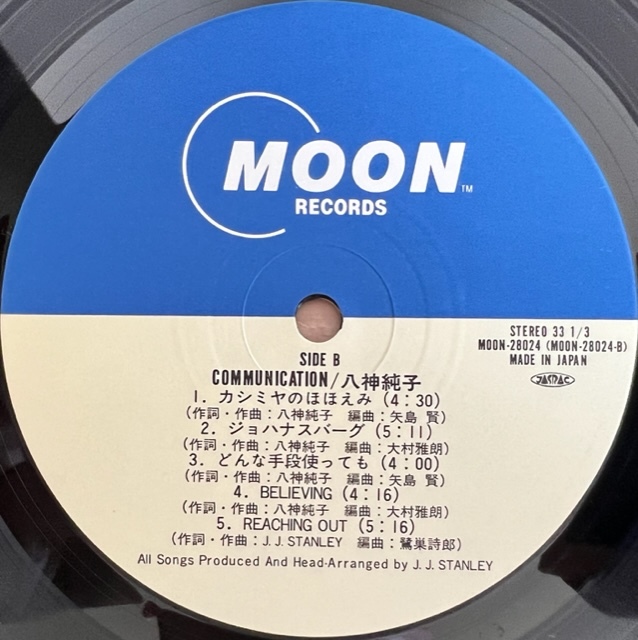 MOON™
RECORDS
STEREO 33 1/3
MOON-28024 (MOON-28024-B)
MADE IN JAPAN
JASRAC
SIDE B
COMMUNICATION/八神純子
1. カシミヤのほほえみ (4:30)
(作詞・作曲:八神純子 編曲:矢島 賢)
2. ジョハナスバーグ (5:11)
(作詞・作曲:八神純子 編曲:大村雅朗)
3. どんな手段使っても (4:00)
(作詞・作曲:八神純子 編曲:矢島 賢)
4. BELIEVING (4:16)
(作詞・作曲:八神純子 編曲:大村雅朗)
5. REACHING OUT (5:16)
(作詞・作曲:J.J.STANLEY 編曲:鷺巣詩郎)
All Songs Produced And Head-Arranged by J.J.STANLEY